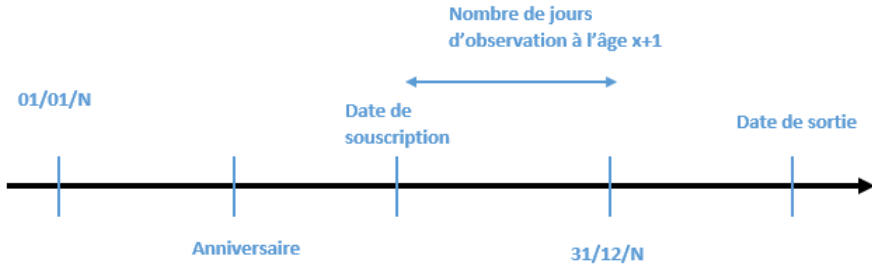 Nombre de jours
d'observation à l'âge x+1
01/01/N
Date de
souscription
Date de sortie
Anniversaire
31/12/N